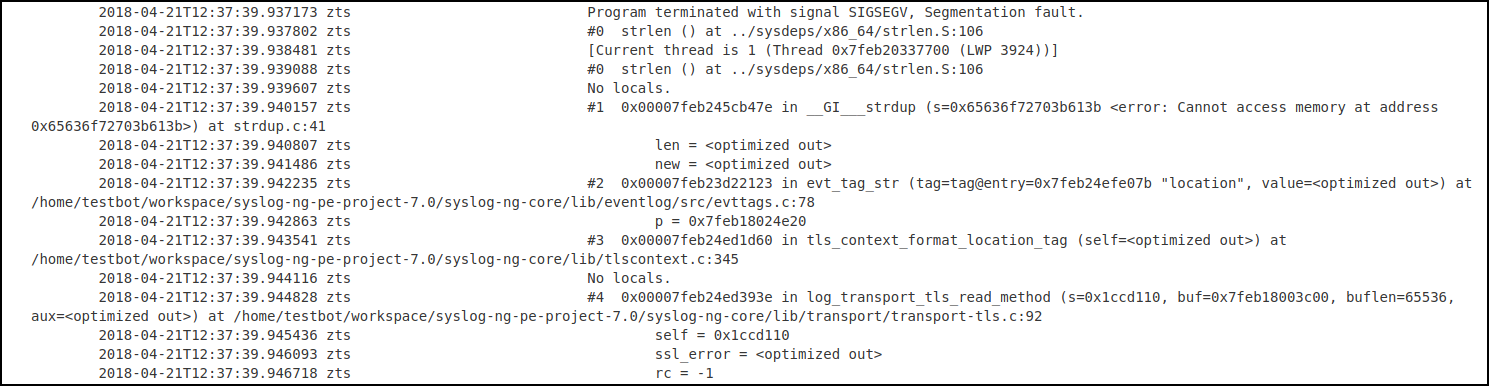 2018-04-21T12:37:39.937173 zts Program terminated with signal SIGSEGV, Segmentation fault.
2018-04-21T12:37:39.937802 zts #0 strlen () at ../sysdeps/x86_64/strlen.S:106
2018-04-21T12:37:39.938481 zts [Current thread is 1 (Thread 0x7feb20337700 (LWP 3924))]
2018-04-21T12:37:39.939088 zts #0 strlen () at ../sysdeps/x86_64/strlen.S:106
2018-04-21T12:37:39.939607 zts No locals.
2018-04-21T12:37:39.940157 zts #1 0x00007feb245cb47e in __GI___strdup (s=0x65636f72703b613b <error: Cannot access memory at address
0x65636f72703b613b>) at strdup.c:41
2018-04-21T12:37:39.940807 zts len = <optimized out>
2018-04-21T12:37:39.941486 zts new = <optimized out>
2018-04-21T12:37:39.942235 zts #2 0x00007feb23d22123 in evt_tag_str (tag=tag@entry=0x7feb24efe07b "location", value=<optimized out>) at
/home/testbot/workspace/syslog-ng-pe-project-7.0/syslog-ng-core/lib/eventlog/src/evttags.c:78
2018-04-21T12:37:39.942863 zts p = 0x7feb18024e20
2018-04-21T12:37:39.943541 zts #3 0x00007feb24ed1d60 in tls_context_format_location_tag (self=<optimized out>) at
/home/testbot/workspace/syslog-ng-pe-project-7.0/syslog-ng-core/lib/tlscontext.c:345
2018-04-21T12:37:39.944116 zts No locals.
2018-04-21T12:37:39.944828 zts #4 0x00007feb24ed393e in log_transport_tls_read_method (s=0x1ccd110, buf=0x7feb18003c00, buflen=65536,
aux=<optimized out>) at /home/testbot/workspace/syslog-ng-pe-project-7.0/syslog-ng-core/lib/transport/transport-tls.c:92
2018-04-21T12:37:39.945436 zts self = 0x1ccd110
2018-04-21T12:37:39.946093 zts ssl_error = <optimized out>
2018-04-21T12:37:39.946718 zts rc = -1